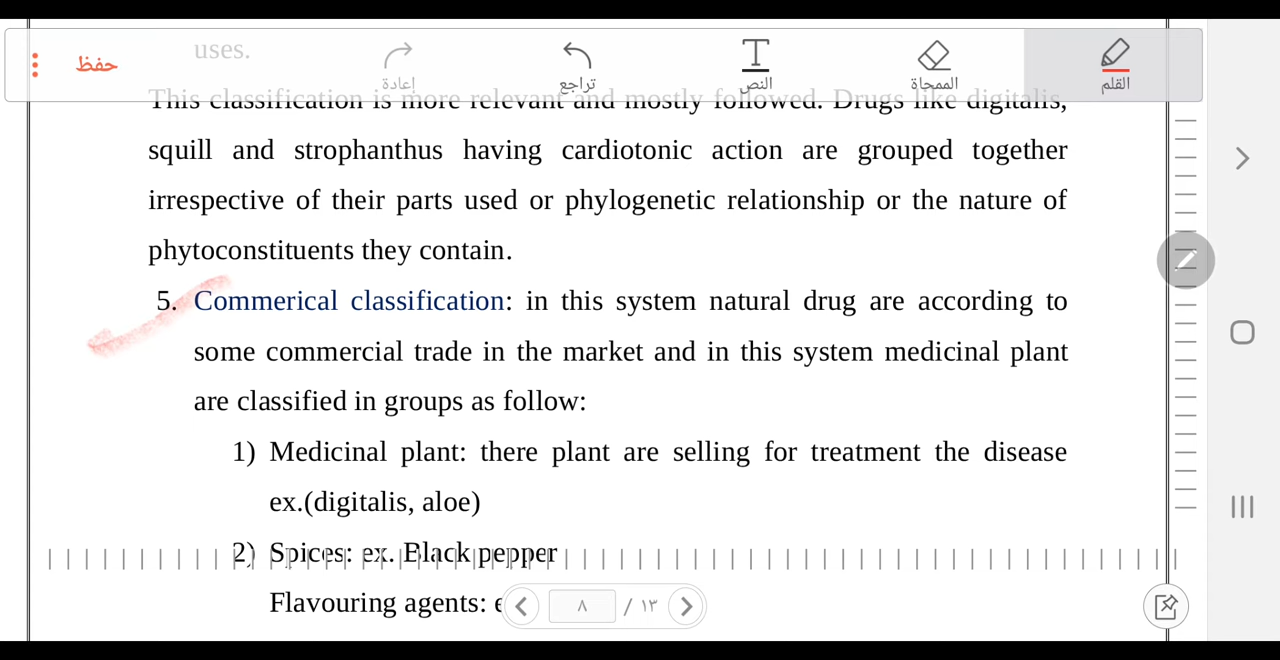 uses.
حفظ
إعادة
تراجع
النص
الممحاة
القلم
This classification is more relevant and mostly followed. Drugs like digitalis,
squill and strophanthus having cardiotonic action are grouped together
irrespective of their parts used or phylogenetic relationship or the nature of
phytoconstituents they contain.
5. Commerical classification: in this system natural drug are according to
some commercial trade in the market and in this system medicinal plant
are classified in groups as follow:
1) Medicinal plant: there plant are selling for treatment the disease
ex.(digitalis, aloe)
2) Spices: ex. Black pepper
Flavouring agents:
٨ / ١٣